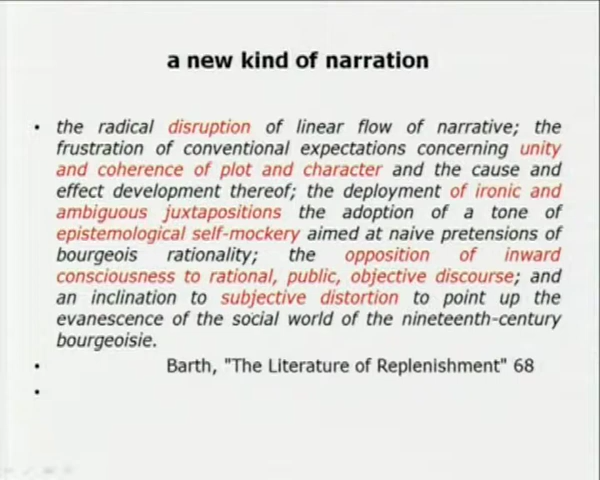 a new kind of narration
• the radical disruption of linear flow of narrative; the
frustration of conventional expectations concerning unity
and coherence of plot and character and the cause and
effect development thereof; the deployment of ironic and
ambiguous juxtapositions the adoption of a tone of
epistemological self-mockery aimed at naive pretensions of
bourgeois rationality; the opposition of inward
consciousness to rational, public, objective discourse; and
an inclination to subjective distortion to point up the
evanescence of the social world of the nineteenth-century
bourgeoisie.
• Barth, "The Literature of Replenishment" 68
•